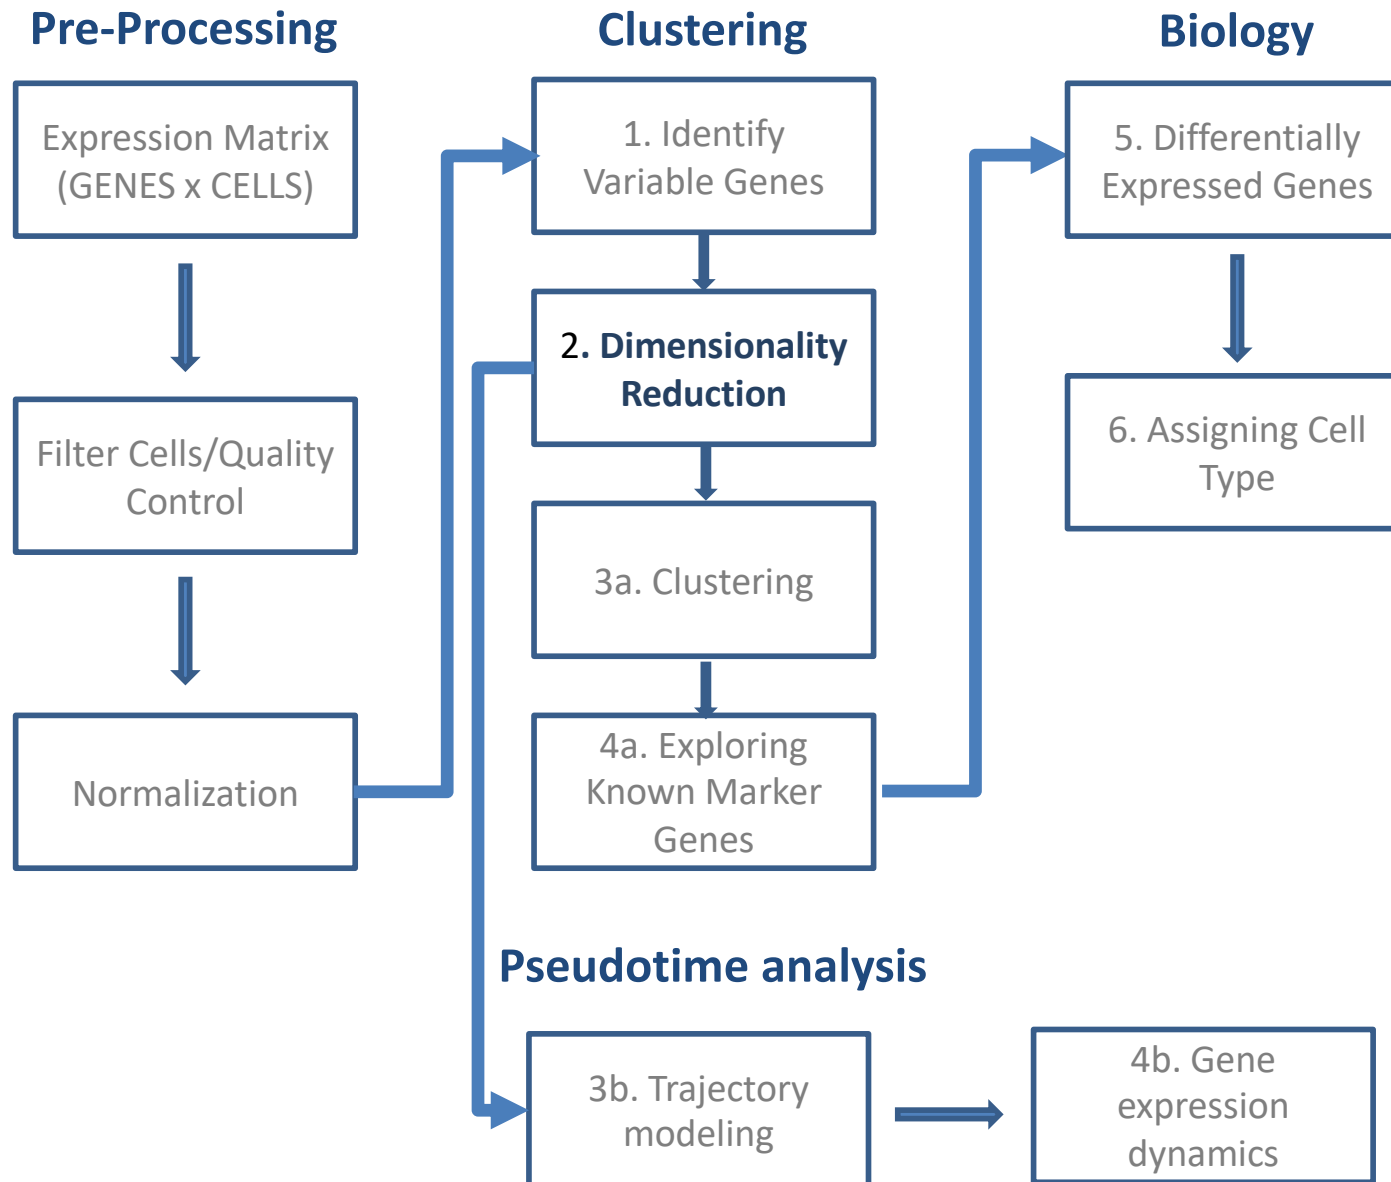 Pre-Processing
Expression Matrix
(GENES x CELLS)
Filter Cells/Quality
Control
Normalization
Clustering
1. Identify
Variable Genes
2. Dimensionality
Reduction
3a. Clustering
4a. Exploring
Known Marker
Genes
Biology
5. Differentially
Expressed Genes
6. Assigning Cell
Type
Pseudotime analysis
3b. Trajectory
modeling
4b. Gene
expression
dynamics